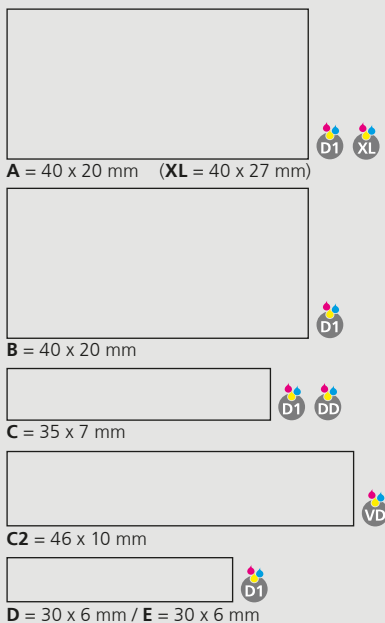 D1 XL
A = 40 x 20 mm (XL = 40 x 27 mm)
D1
B = 40 x 20 mm
D1 DD
C = 35 x 7 mm
VD
C2 = 46 x 10 mm
D1
D = 30 x 6 mm / E = 30 x 6 mm